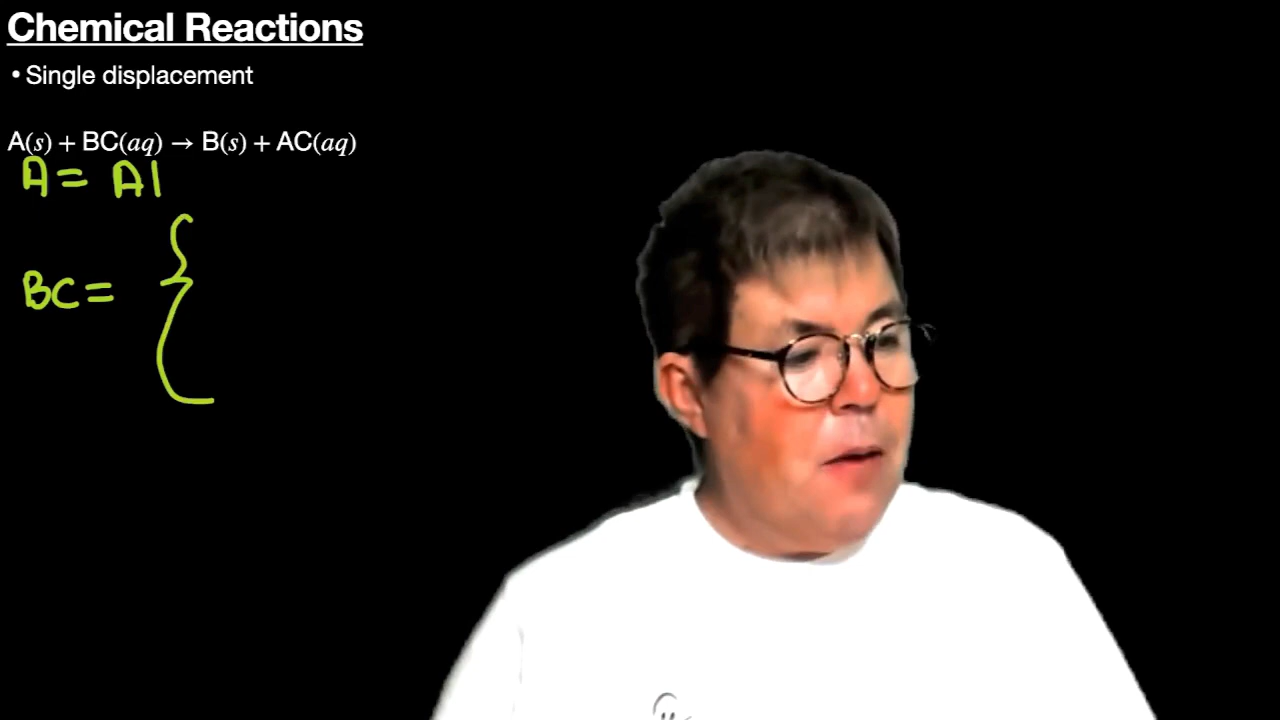 Chemical Reactions
• Single displacement
A(s) + BC(aq) → B(s) + AC(aq)
A = Al
BC = {